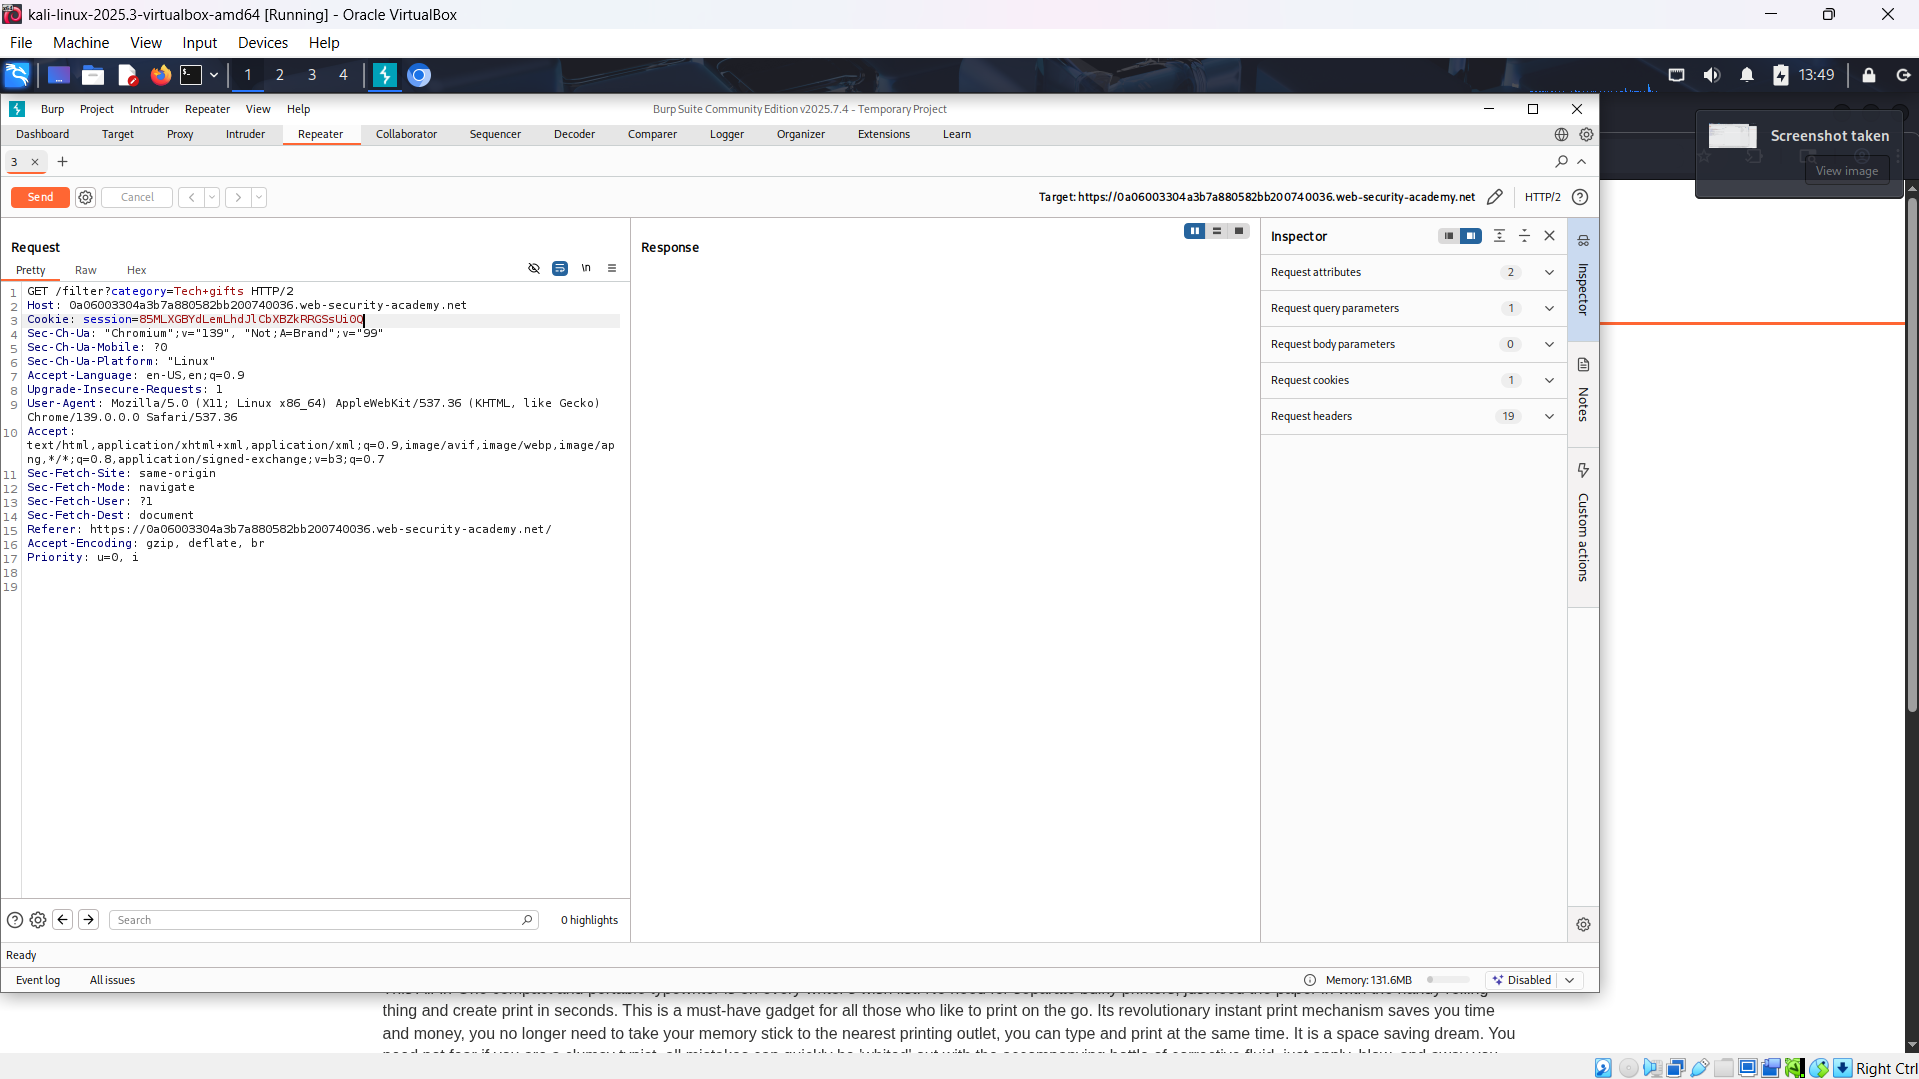 kali-linux-2025.3-virtualbox-amd64 [Running] - Oracle VirtualBox
File Machine View Input Devices Help
1 2 3 4 13:49
Burp Project Intruder Repeater View Help Burp Suite Community Edition v2025.7.4 - Temporary Project
Dashboard Target Proxy Intruder Repeater Collaborator Sequencer Decoder Comparer Logger Organizer Extensions Learn
Screenshot taken
View image
3
Send Cancel Target: https://0a06003304a3b7a880582bb200740036.web-security-academy.net HTTP/2
Request
Pretty Raw Hex \n
1 GET /filter?category=Tech+gifts HTTP/2
2 Host: 0a06003304a3b7a880582bb200740036.web-security-academy.net
3 Cookie: session=85MLXGBYdLemLhdJlCbXBZkRRGSsUi0Q
4 Sec-Ch-Ua: "Chromium";v="139", "Not;A=Brand";v="99"
5 Sec-Ch-Ua-Mobile: ?0
6 Sec-Ch-Ua-Platform: "Linux"
7 Accept-Language: en-US,en;q=0.9
8 Upgrade-Insecure-Requests: 1
9 User-Agent: Mozilla/5.0 (X11; Linux x86_64) AppleWebKit/537.36 (KHTML, like Gecko)
Chrome/139.0.0.0 Safari/537.36
10 Accept:
text/html,application/xhtml+xml,application/xml;q=0.9,image/avif,image/webp,image/ap
ng,*/*;q=0.8,application/signed-exchange;v=b3;q=0.7
11 Sec-Fetch-Site: same-origin
12 Sec-Fetch-Mode: navigate
13 Sec-Fetch-User: ?1
14 Sec-Fetch-Dest: document
15 Referer: https://0a06003304a3b7a880582bb200740036.web-security-academy.net/
16 Accept-Encoding: gzip, deflate, br
17 Priority: u=0, i
18
19
Response
Inspector
Request attributes 2
Request query parameters 1
Request body parameters 0
Request cookies 1
Request headers 19
Inspector
Notes
Custom actions
Search 0 highlights
Ready
Event log All issues Memory: 131.6MB Disabled
thing and create print in seconds. This is a must-have gadget for all those who like to print on the go. Its revolutionary instant print mechanism saves you time
and money, you no longer need to take your memory stick to the nearest printing outlet, you can type and print at the same time. It is a space saving dream. You
Right Ctrl